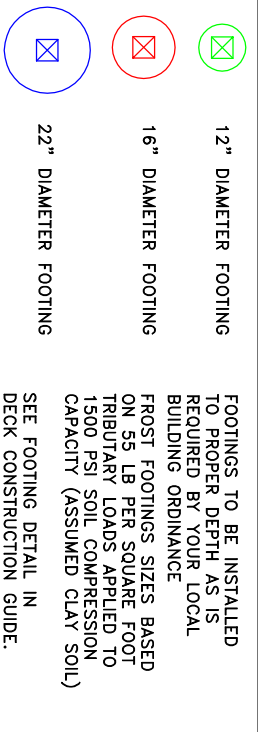 12" DIAMETER FOOTING
16" DIAMETER FOOTING
22" DIAMETER FOOTING
FOOTINGS TO BE INSTALLED
TO PROPER DEPTH AS IS
REQUIRED BY YOUR LOCAL
BUILDING ORDINANCE
FROST FOOTINGS SIZES BASED
ON 55 LB PER SQUARE FOOT
TRIBUTARY LOADS APPLIED TO
1500 PSI SOIL COMPRESSION
CAPACITY (ASSUMED CLAY SOIL)
SEE FOOTING DETAIL IN
DECK CONSTRUCTION GUIDE.